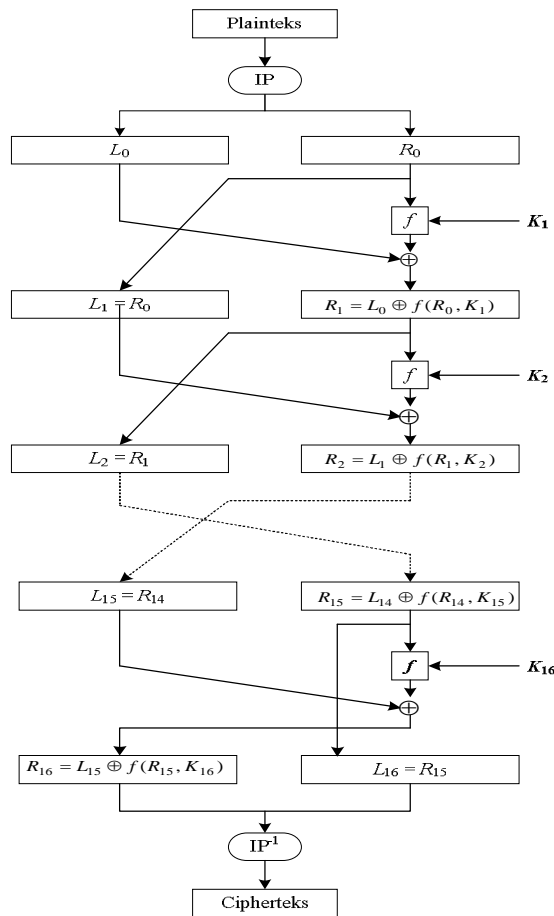 Plainteks
IP
L₀ R₀
f K₁
⊕
L₁ = R₀ R₁ = L₀ ⊕ f(R₀, K₁)
f K₂
⊕
L₂ = R₁ R₂ = L₁ ⊕ f(R₁, K₂)
L₁₅ = R₁₄ R₁₅ = L₁₄ ⊕ f(R₁₄, K₁₅)
f K₁₆
⊕
R₁₆ = L₁₅ ⊕ f(R₁₅, K₁₆) L₁₆ = R₁₅
IP⁻¹
Cipherteks